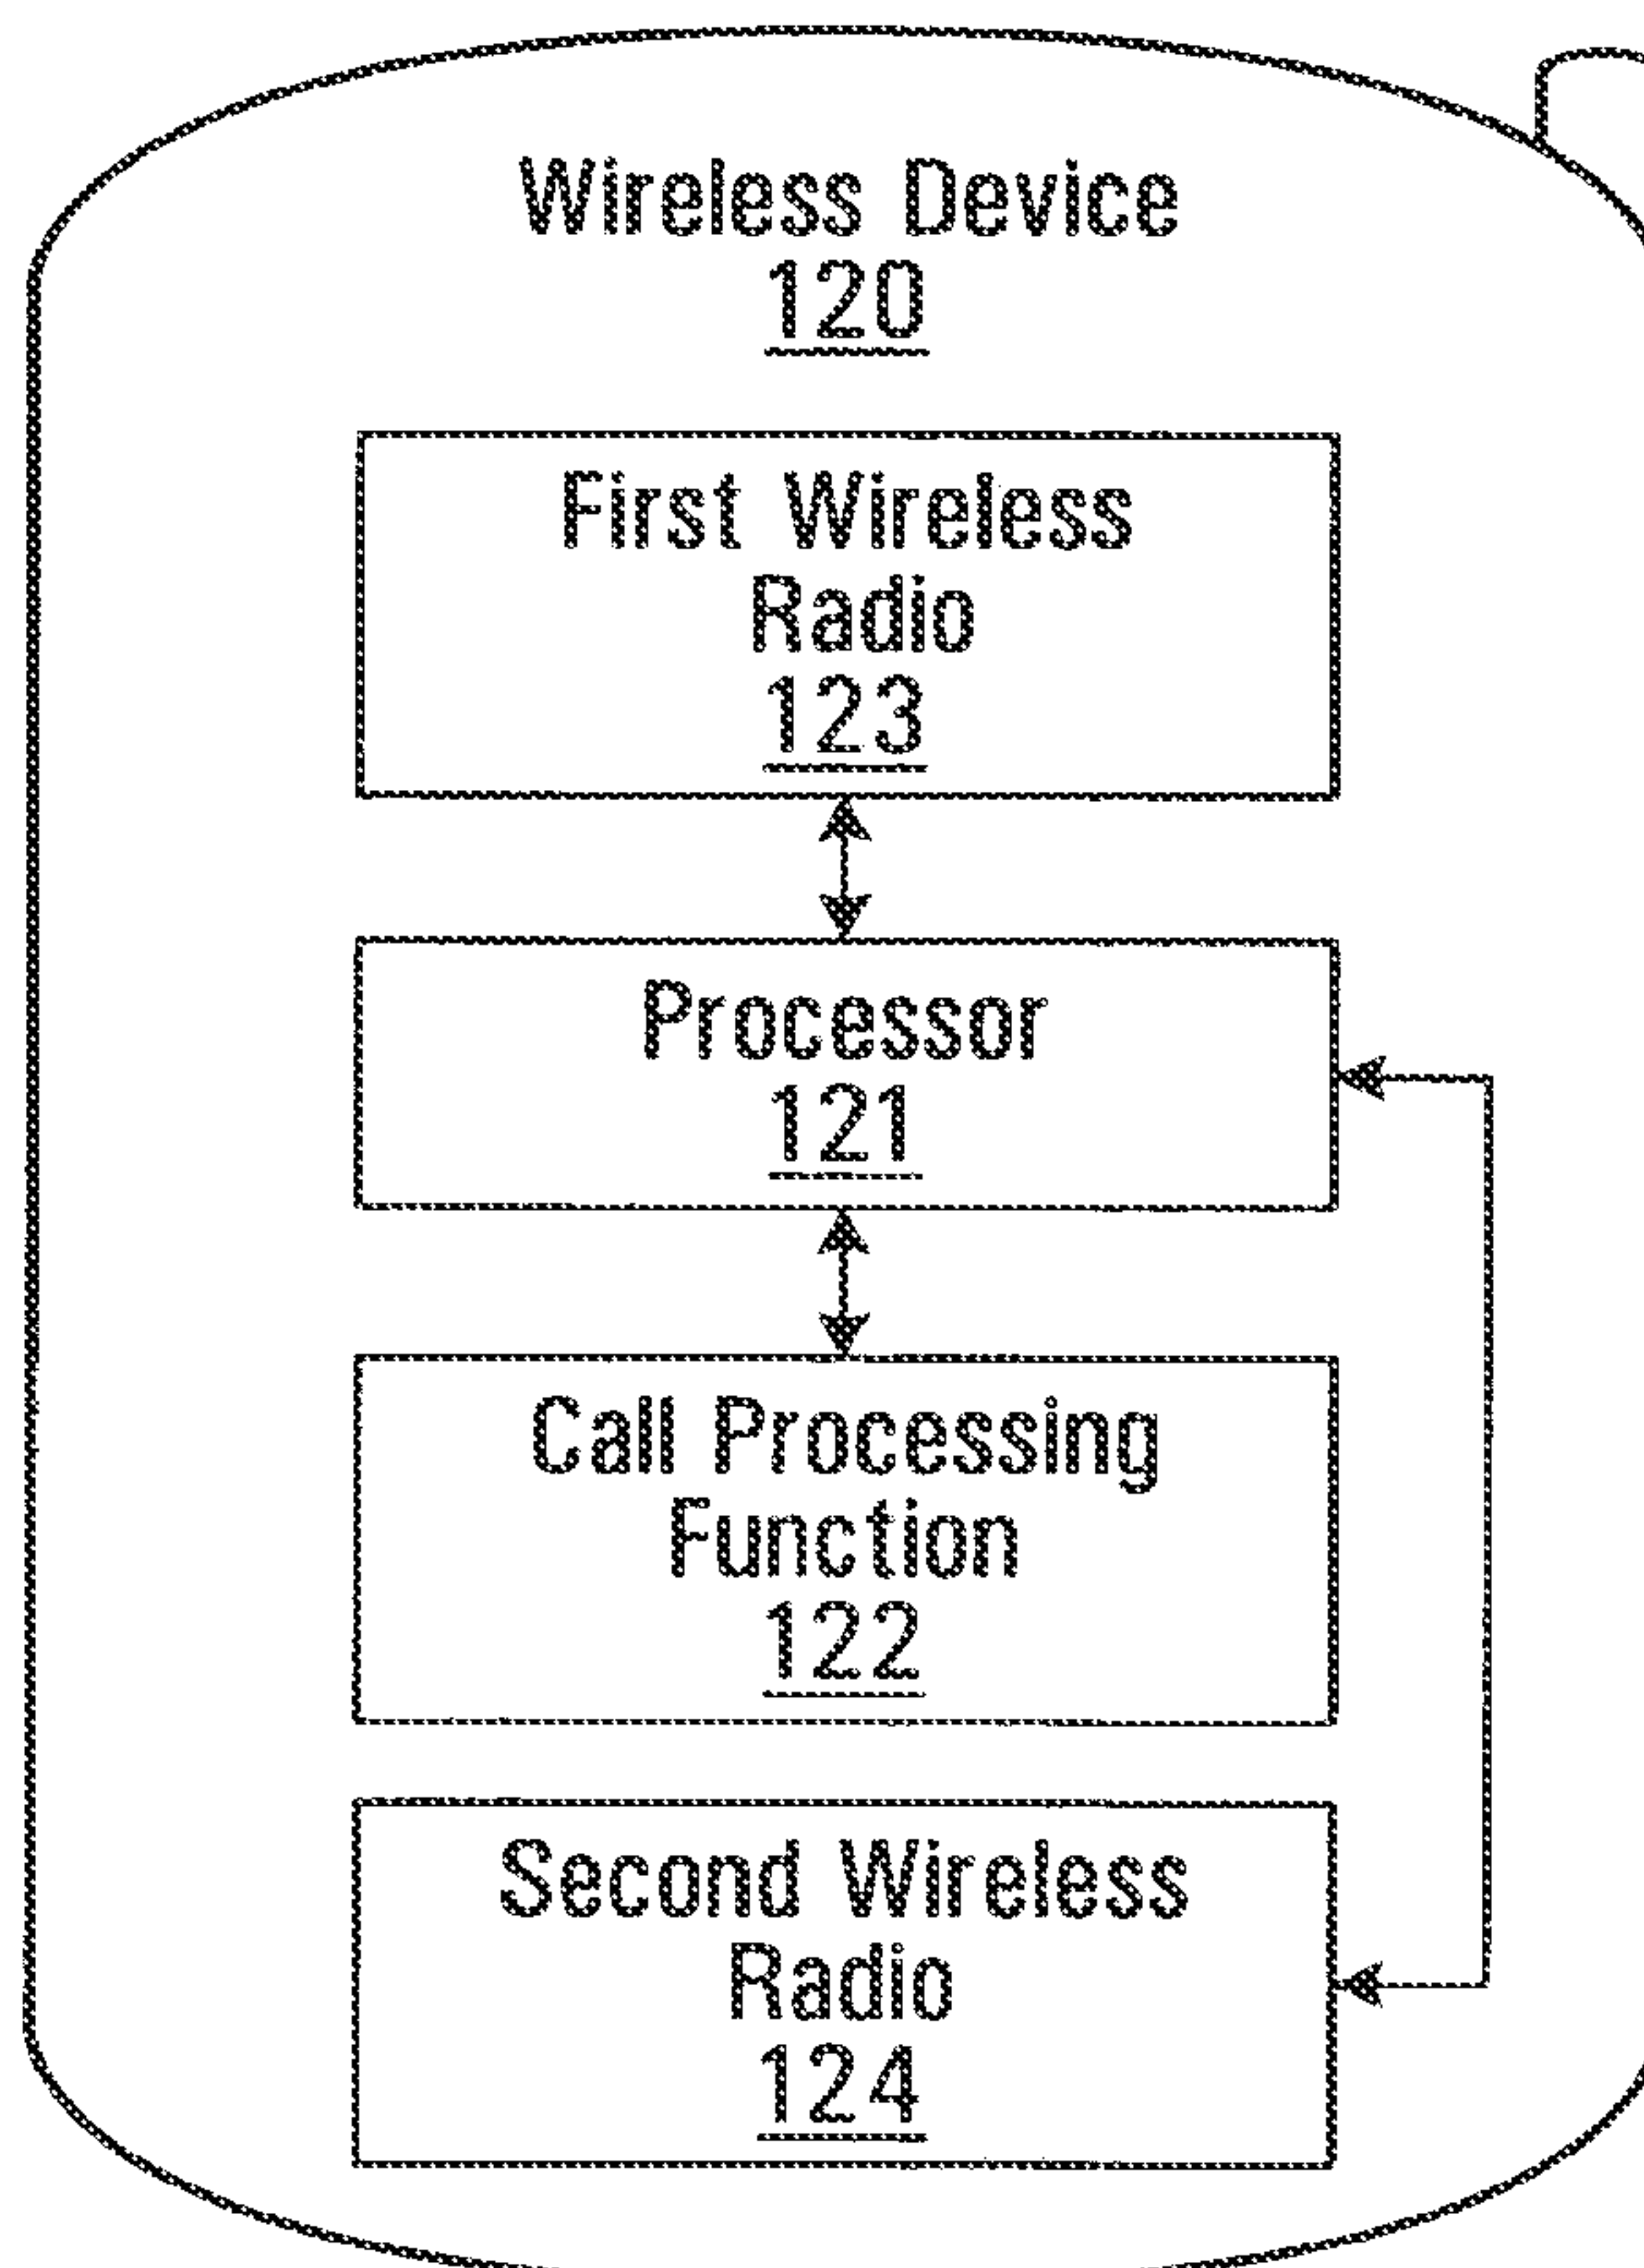 Wireless Device
120
First Wireless
Radio
123
Processor
121
Call Processing
Function
122
Second Wireless
Radio
124